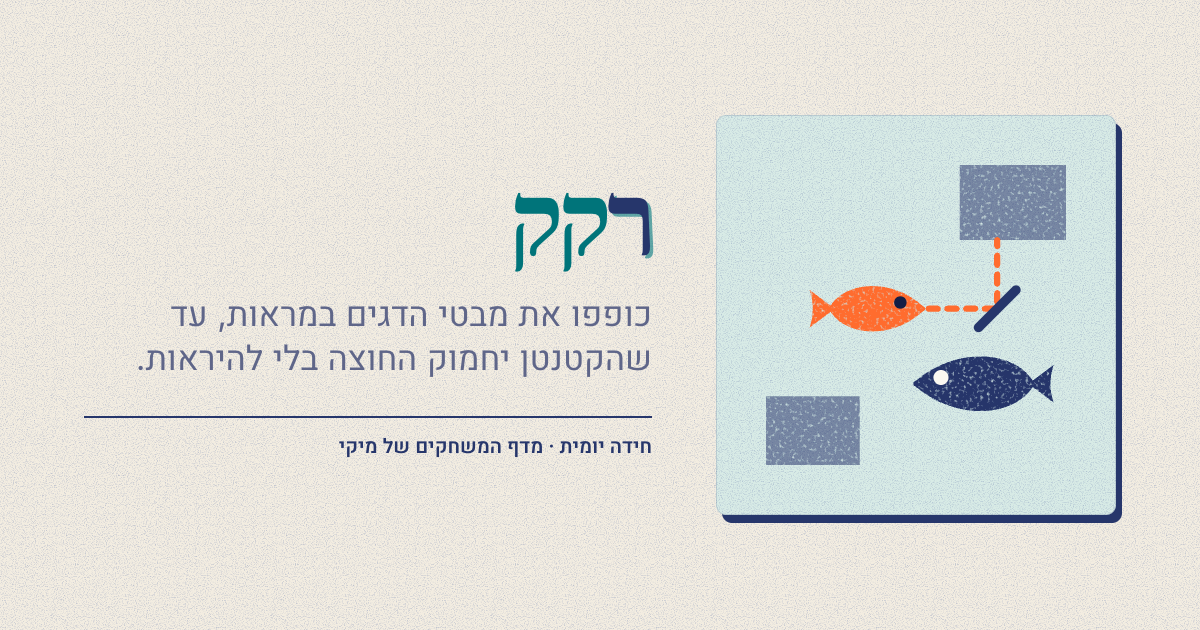 רקק
כופפו את מבטי הדגים במראות, עד
שהקטנטן יחמוק החוצה בלי להיראות.
חידה יומית · מדף המשחקים של מיקי